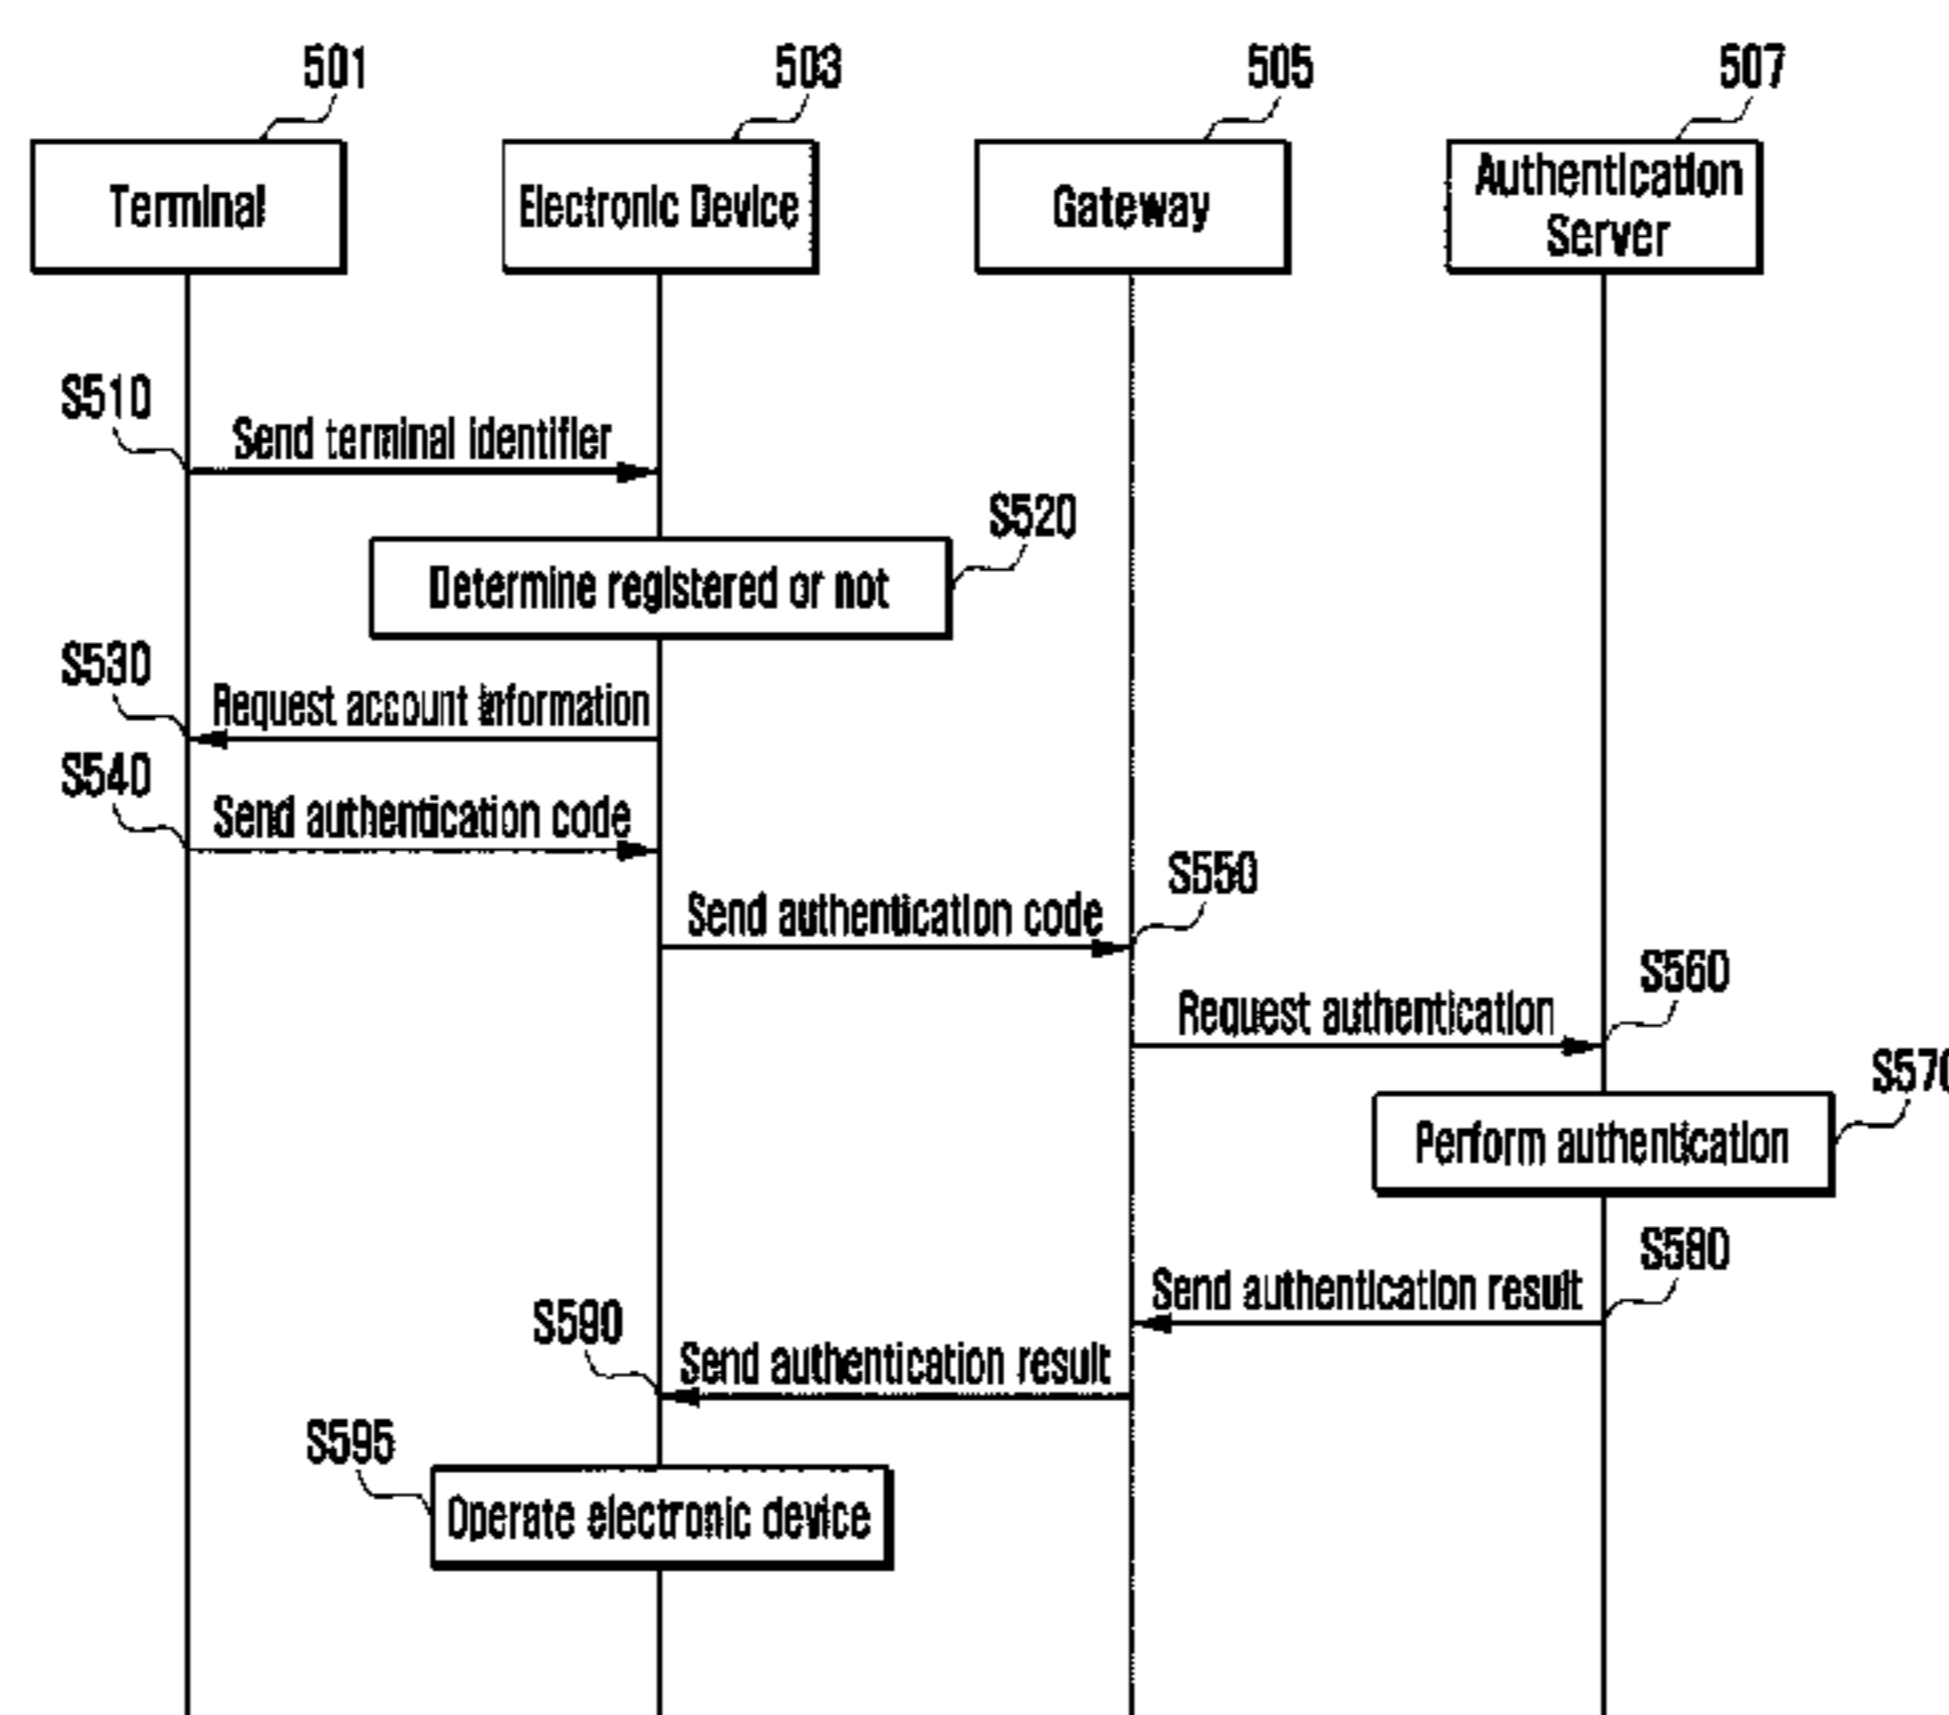 501
503
505
507
Terminal
Electronic Device
Gateway
Authentication
Server
S510
Send terminal identifier
S520
Determine registered or not
S530
Request account information
S540
Send authentication code
S550
Send authentication code
S560
Request authentication
S570
Perform authentication
S580
Send authentication result
S590
Send authentication result
S595
Operate electronic device